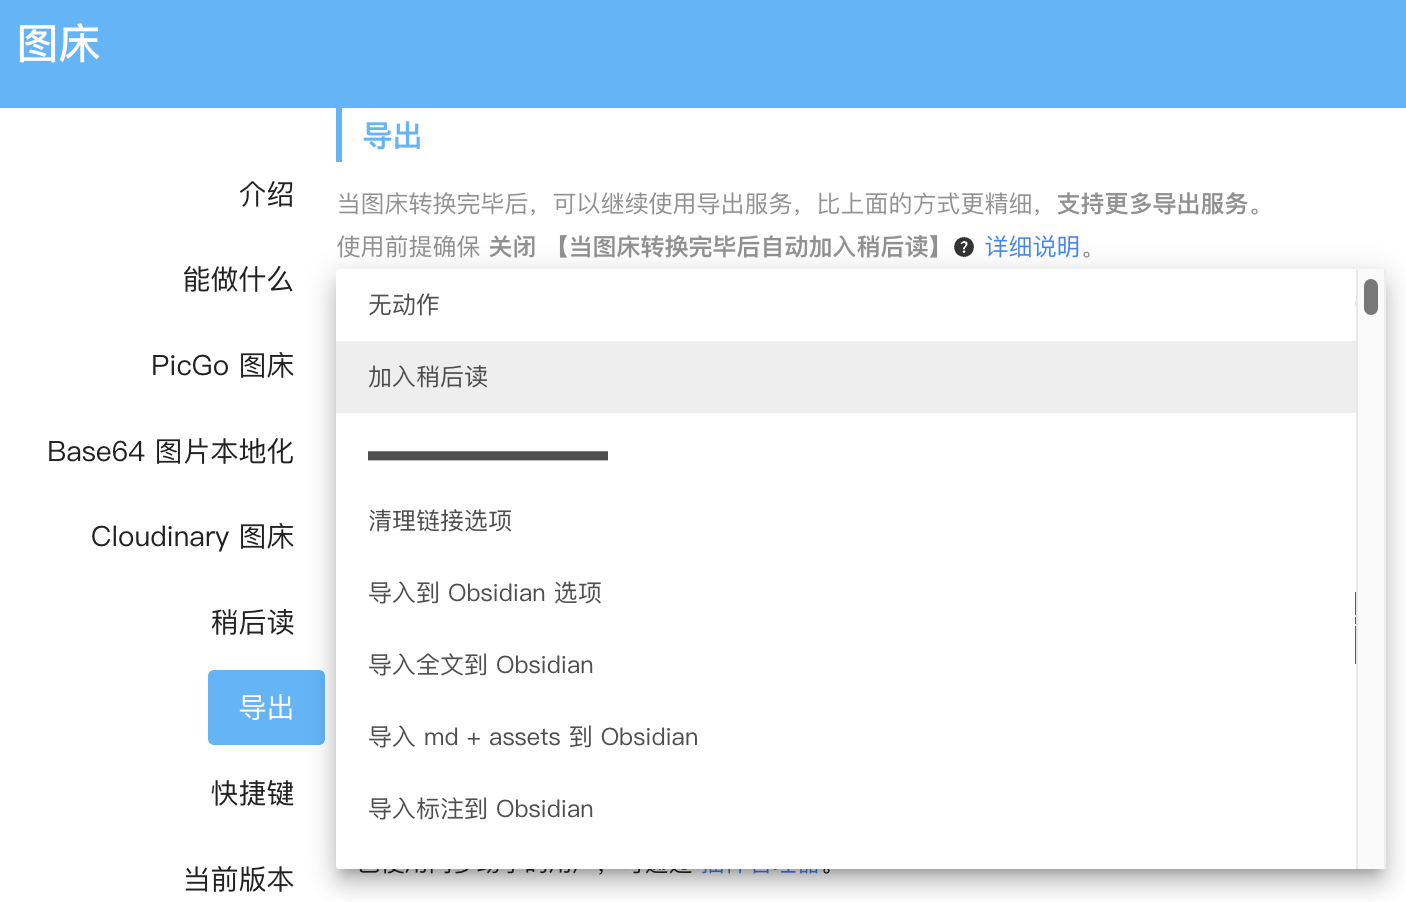 图床
介绍
能做什么
PicGo 图床
Base64 图片本地化
Cloudinary 图床
稍后读
导出
快捷键
当前版本
导出
当图床转换完毕后，可以继续使用导出服务，比上面的方式更精细，支持更多导出服务。
使用前提确保 关闭 【当图床转换完毕后自动加入稍后读】 ? 详细说明。
无动作
加入稍后读
清理链接选项
导入到 Obsidian 选项
导入全文到 Obsidian
导入 md + assets 到 Obsidian
导入标注到 Obsidian